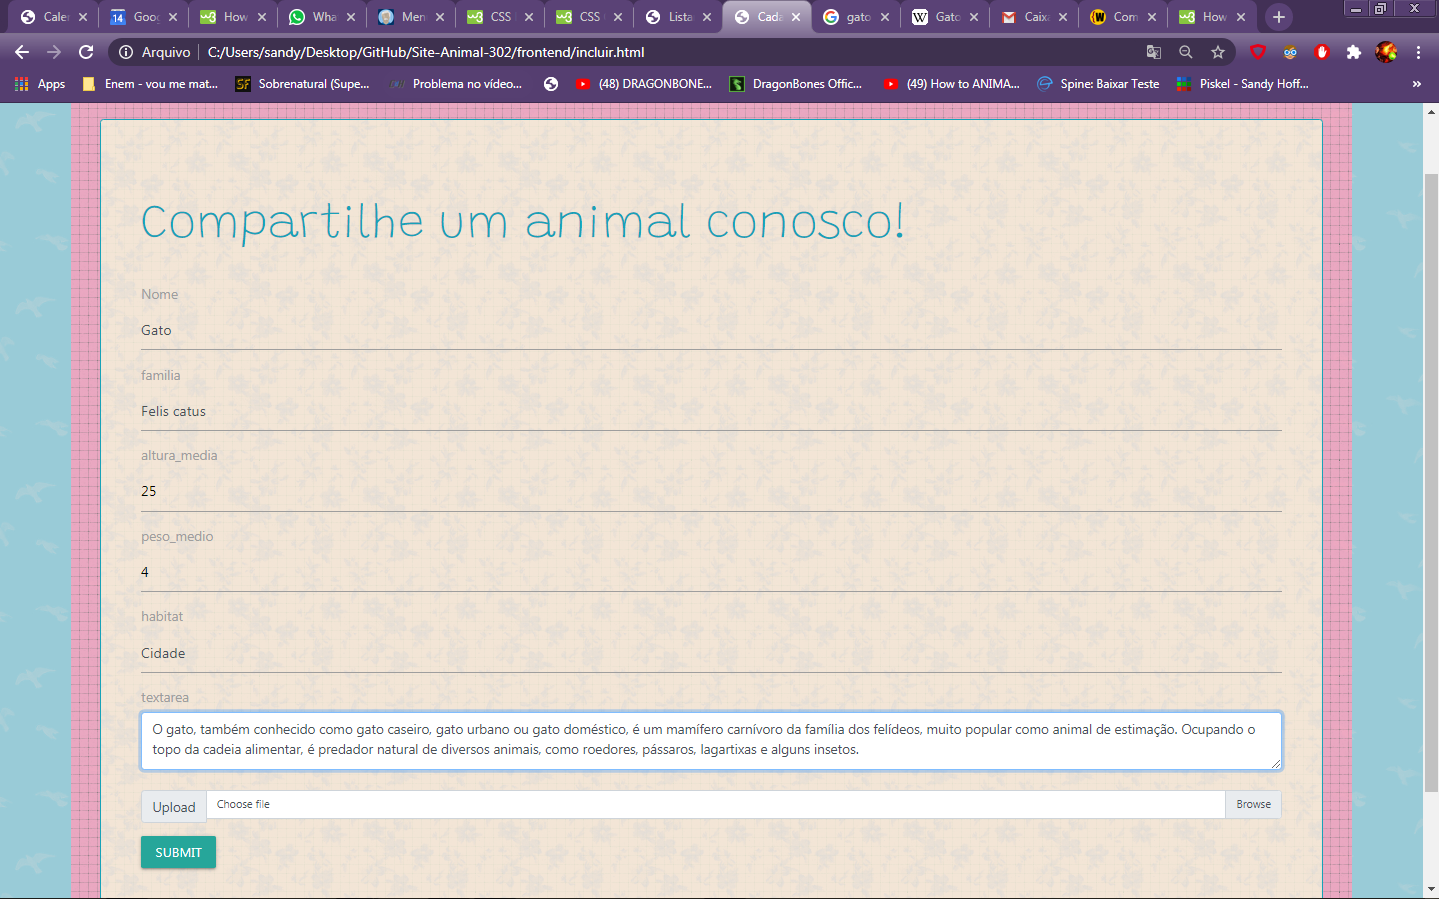 Caler
14
Goog
How
Wha
Men
CSS
CSS
Lista
Cada
gato
W
Gato
Caixa
Com
How
Arquivo
C:/Users/sandy/Desktop/GitHub/Site-Animal-302/frontend/incluir.html
Apps
Enem - vou me mat...
Sobrenatural (Supe...
Problema no vídeo...
(48) DRAGONBONE...
DragonBones Offic...
(49) How to ANIMA...
Spine: Baixar Teste
Piskel - Sandy Hoff...
»
Compartilhe um animal conosco!
Nome
Gato
familia
Felis catus
altura_media
25
peso_medio
4
habitat
Cidade
textarea
O gato, também conhecido como gato caseiro, gato urbano ou gato doméstico, é um mamífero carnívoro da família dos felídeos, muito popular como animal de estimação. Ocupando o
topo da cadeia alimentar, é predador natural de diversos animais, como roedores, pássaros, lagartixas e alguns insetos.
Upload
Choose file
Browse
SUBMIT